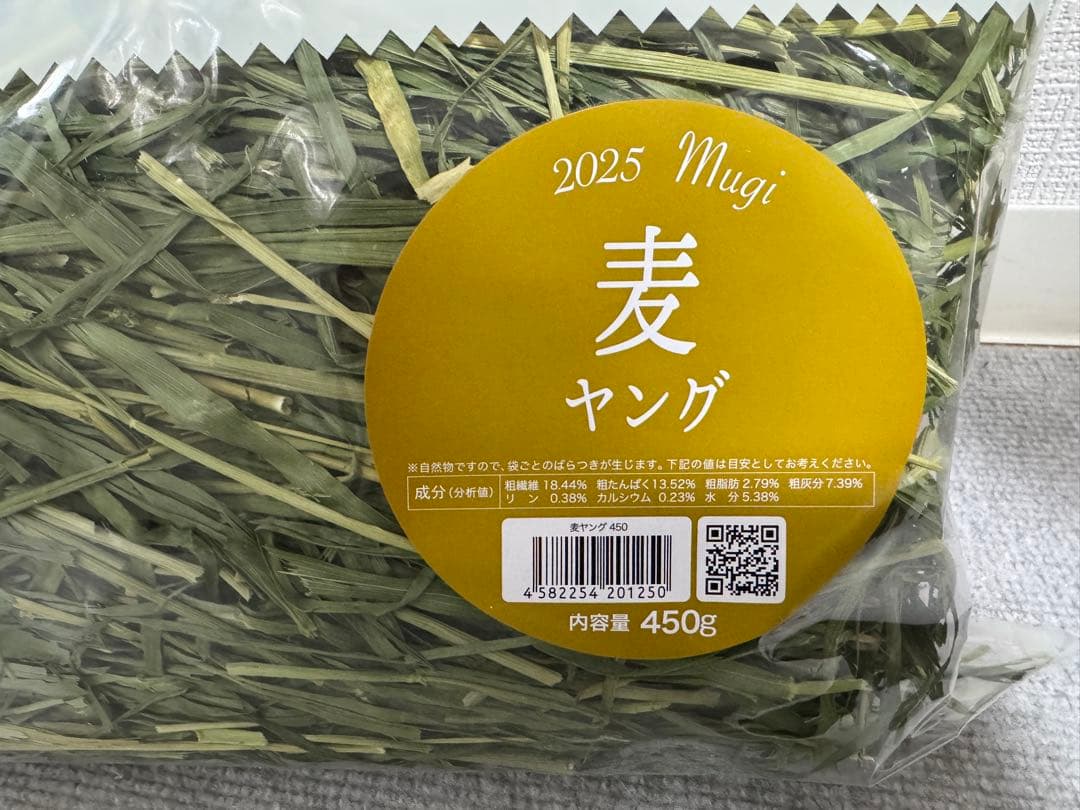 2025 Mugi
麦
ヤング
※自然物ですので、袋ごとのばらつきが生じます。下記の値は目安としてお考えください。
成分(分析値) 粗繊維 18.44% 粗たんぱく13.52% 粗脂肪 2.79% 粗灰分7.39%
リン 0.38% カルシウム 0.23% 水分 5.38%
麦ヤング 450
4 582254 201250
内容量 450g